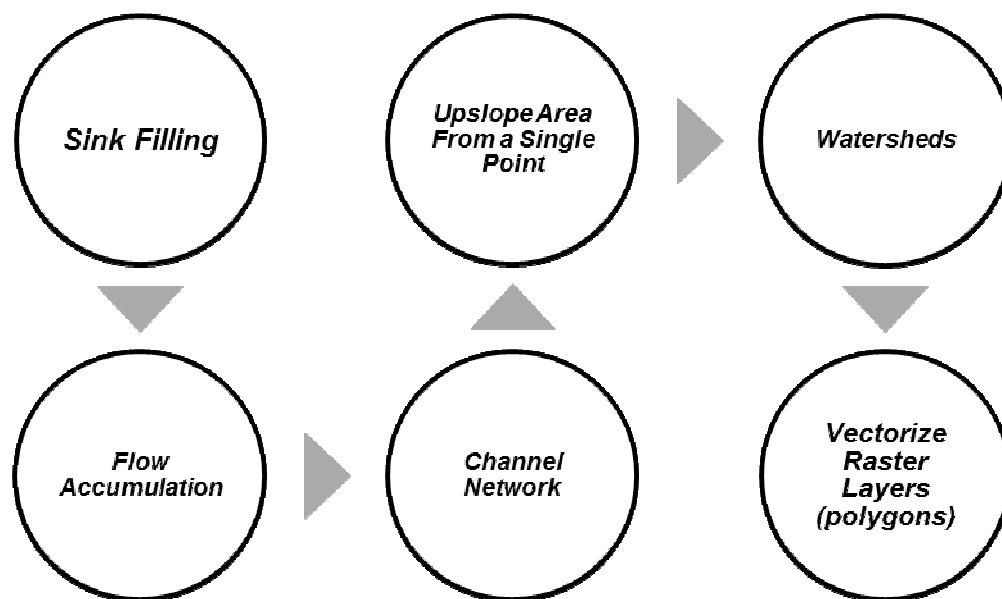 Sink Filling
Flow
Accumulation
Channel
Network
Upslope Area
From a Single
Point
Watersheds
Vectorize
Raster
Layers
(polygons)